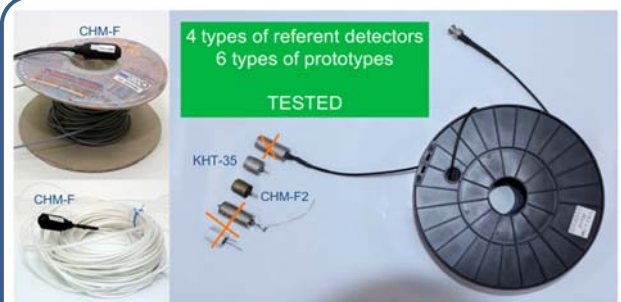 CHM-F
4 types of referent detectors
6 types of prototypes
TESTED
KHT-35
CHM-F2
CHM-F